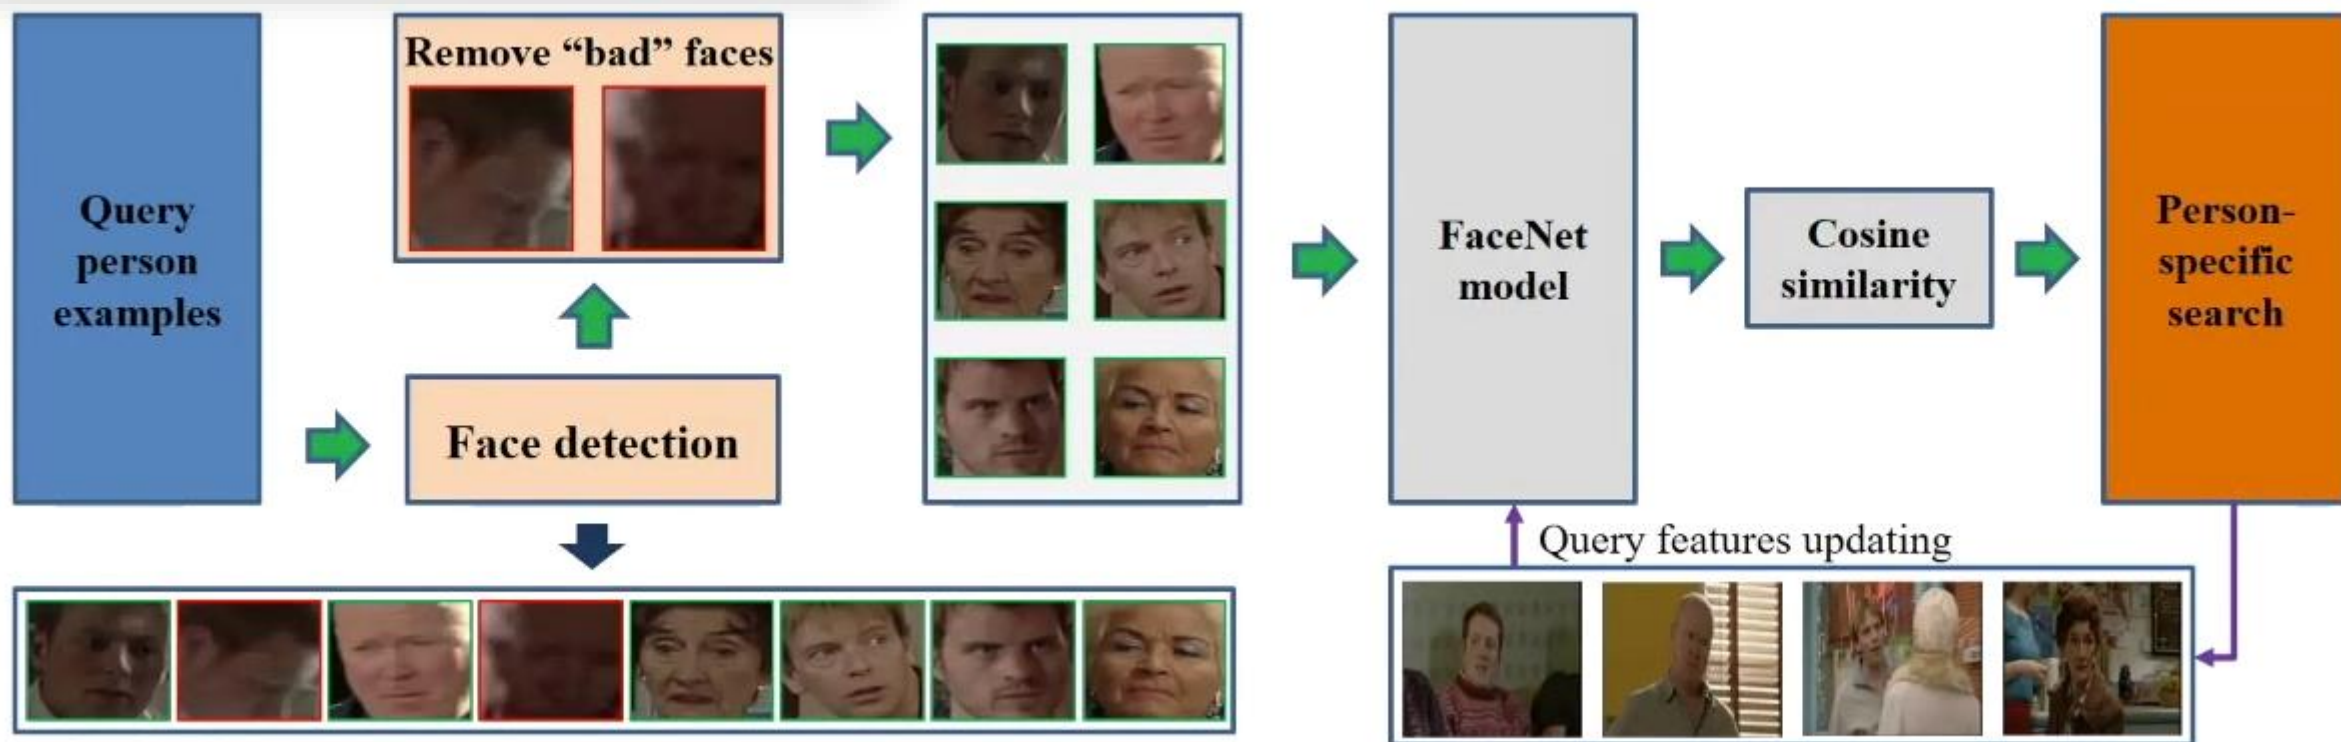 Query
person
examples
Remove “bad” faces
Face detection
FaceNet
model
Cosine
similarity
Person-
specific
search
Query features updating